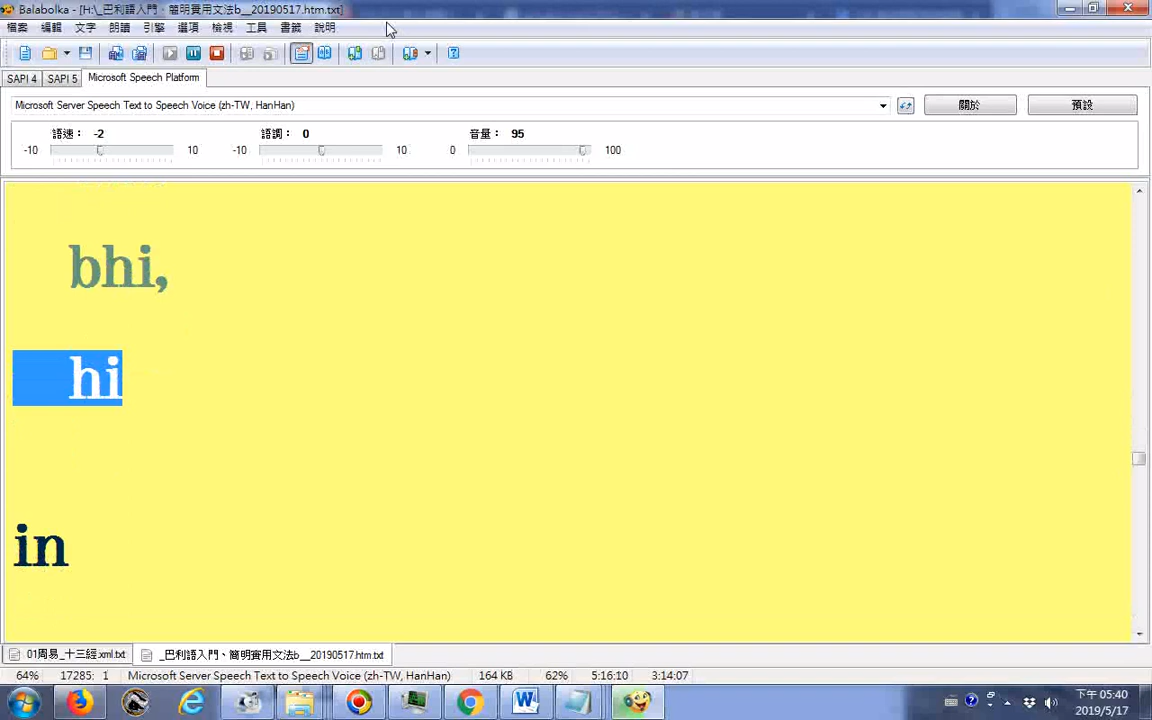 Balabolka - [H:\_巴利語入門、簡明實用文法b__20190517.htm.txt]
檔案 編輯 文字 朗讀 引擎 選項 檢視 工具 書籤 說明
SAPI 4 SAPI 5 Microsoft Speech Platform
Microsoft Server Speech Text to Speech Voice (zh-TW, HanHan) 關於 預設
語速： -2 語調： 0 音量： 95
-10 10 -10 10 0 100
bhi,
hi
in
01周易_十三經.xml.txt _巴利語入門、簡明實用文法b__20190517.htm.txt
64% 17285: 1 Microsoft Server Speech Text to Speech Voice (zh-TW, HanHan) 164 KB 62% 5:16:10 3:14:07
下午 05:40
2019/5/17